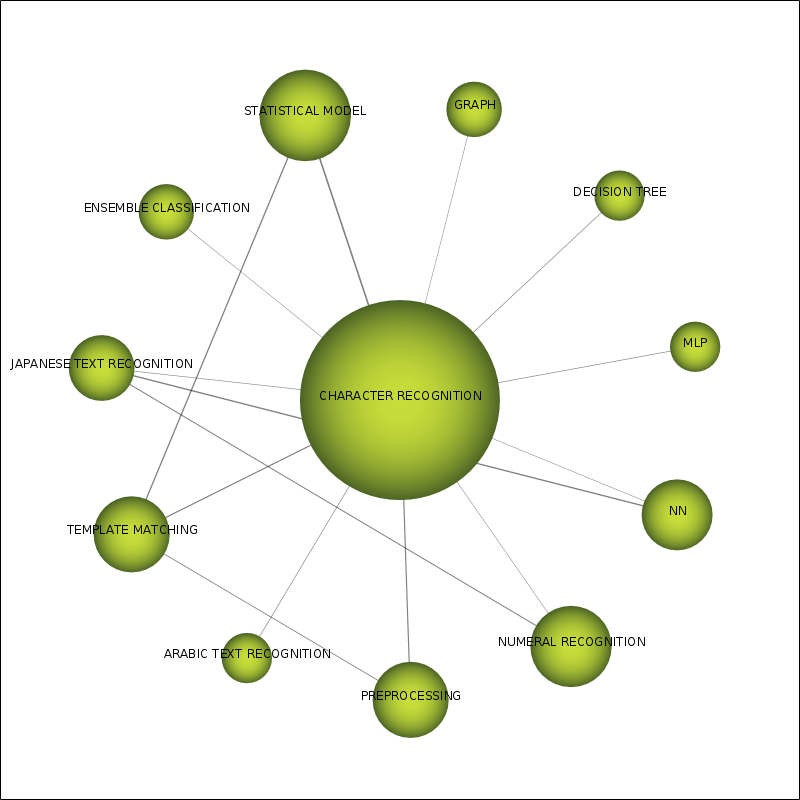 GRAPH
STATISTICAL MODEL
DECISION TREE
ENSEMBLE CLASSIFICATION
MLP
JAPANESE TEXT RECOGNITION
CHARACTER RECOGNITION
NN
TEMPLATE MATCHING
NUMERAL RECOGNITION
ARABIC TEXT RECOGNITION
PREPROCESSING